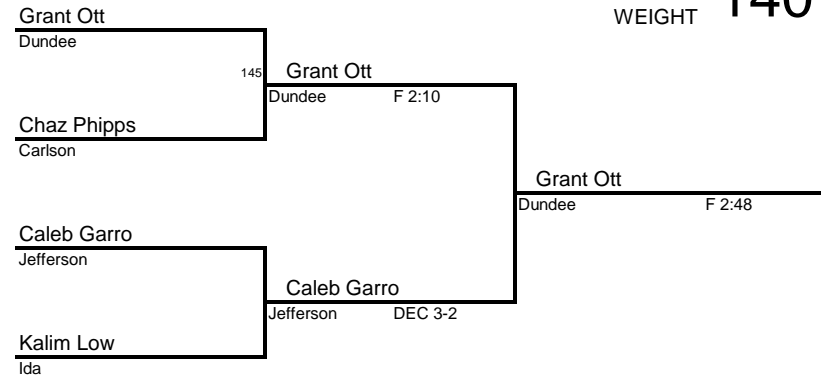 Grant Ott
WEIGHT 140
Dundee
145 Grant Ott
Dundee F 2:10
Chaz Phipps
Carlson
Grant Ott
Dundee F 2:48
Caleb Garro
Jefferson
Caleb Garro
Jefferson DEC 3-2
Kalim Low
Ida